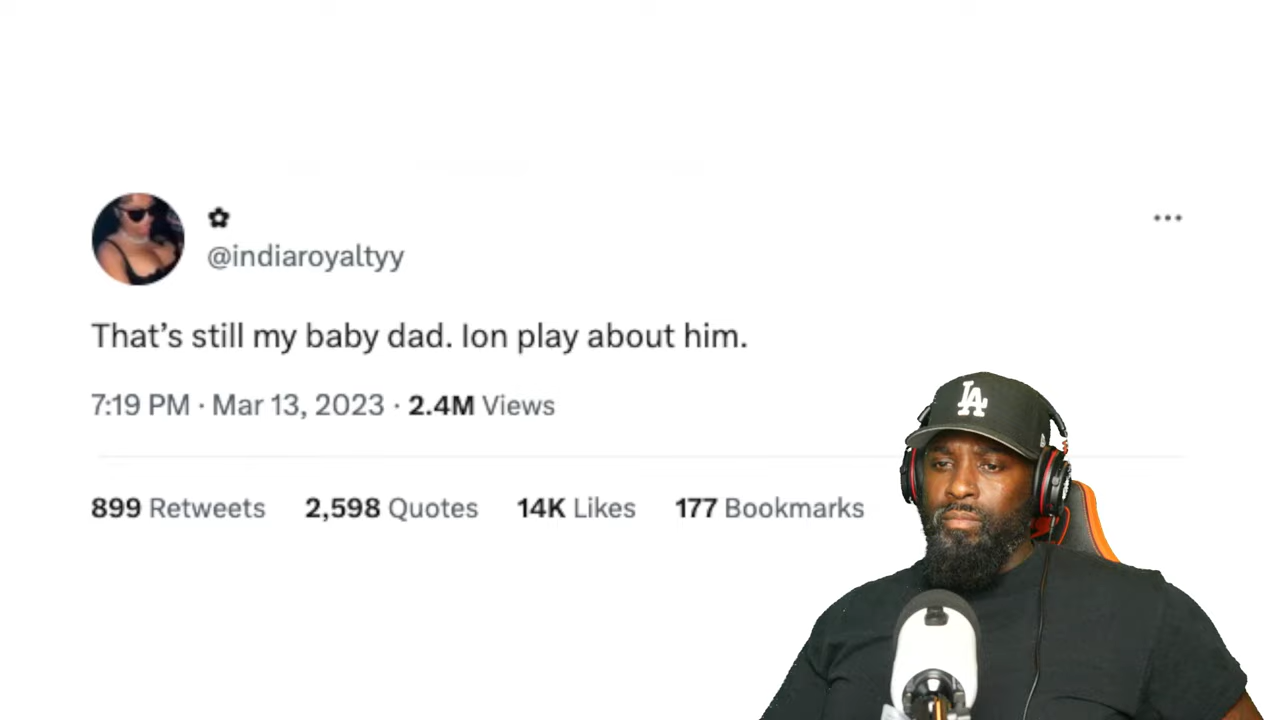 ✿
@indiaroyaltyy
That’s still my baby dad. Ion play about him.
7:19 PM · Mar 13, 2023 · 2.4M Views
899 Retweets 2,598 Quotes 14K Likes 177 Bookmarks
LA